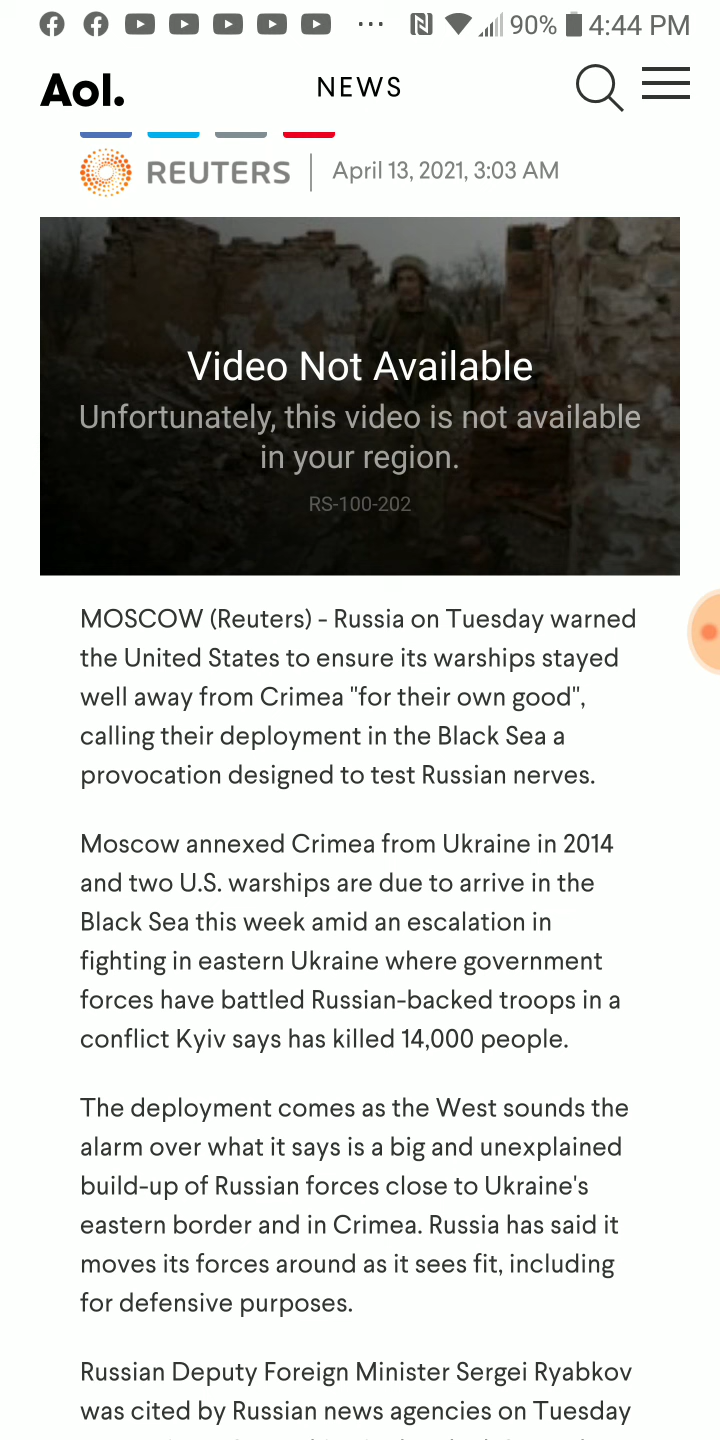 90% 4:44 PM
Aol. NEWS
REUTERS April 13, 2021, 3:03 AM
Video Not Available
Unfortunately, this video is not available
in your region.
RS-100-202
MOSCOW (Reuters) - Russia on Tuesday warned
the United States to ensure its warships stayed
well away from Crimea "for their own good",
calling their deployment in the Black Sea a
provocation designed to test Russian nerves.
Moscow annexed Crimea from Ukraine in 2014
and two U.S. warships are due to arrive in the
Black Sea this week amid an escalation in
fighting in eastern Ukraine where government
forces have battled Russian-backed troops in a
conflict Kyiv says has killed 14,000 people.
The deployment comes as the West sounds the
alarm over what it says is a big and unexplained
build-up of Russian forces close to Ukraine's
eastern border and in Crimea. Russia has said it
moves its forces around as it sees fit, including
for defensive purposes.
Russian Deputy Foreign Minister Sergei Ryabkov
was cited by Russian news agencies on Tuesday